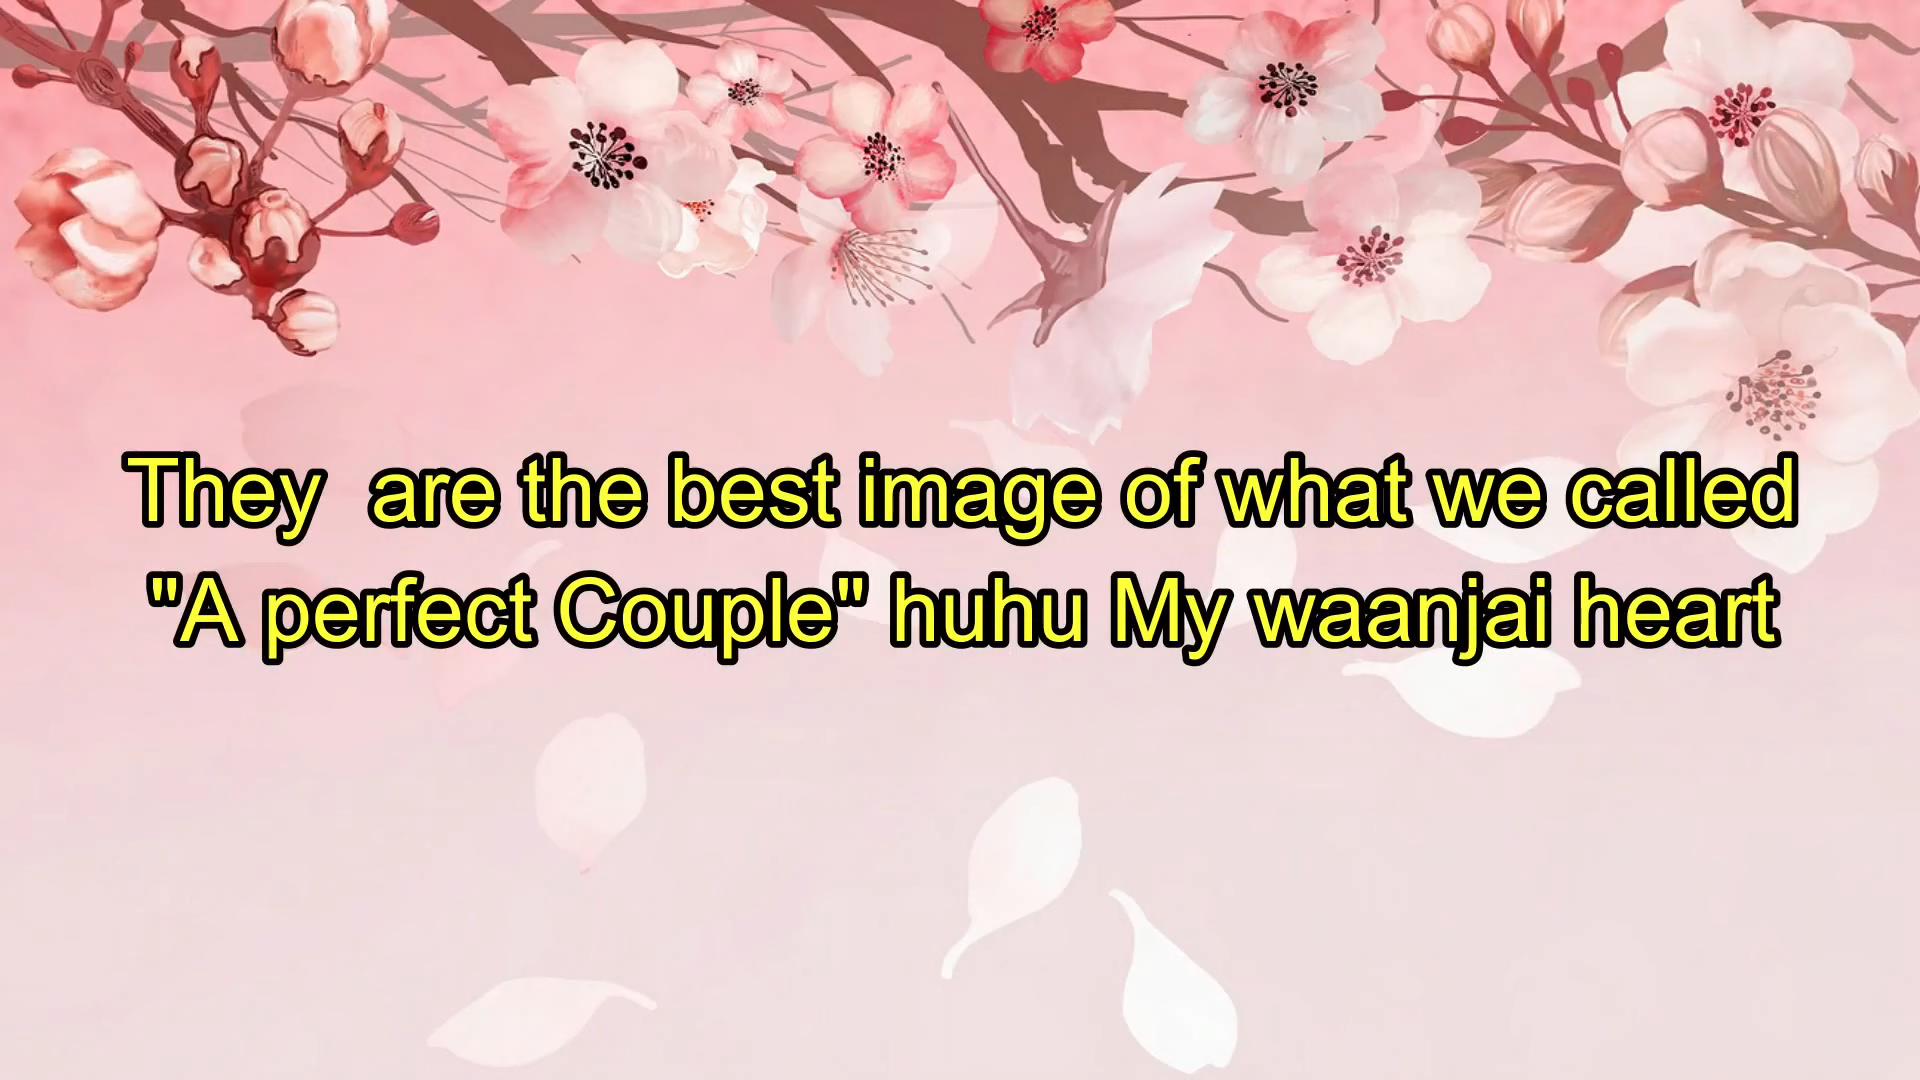 They  are the best image of what we called
"A perfect Couple" huhu My waanjai heart